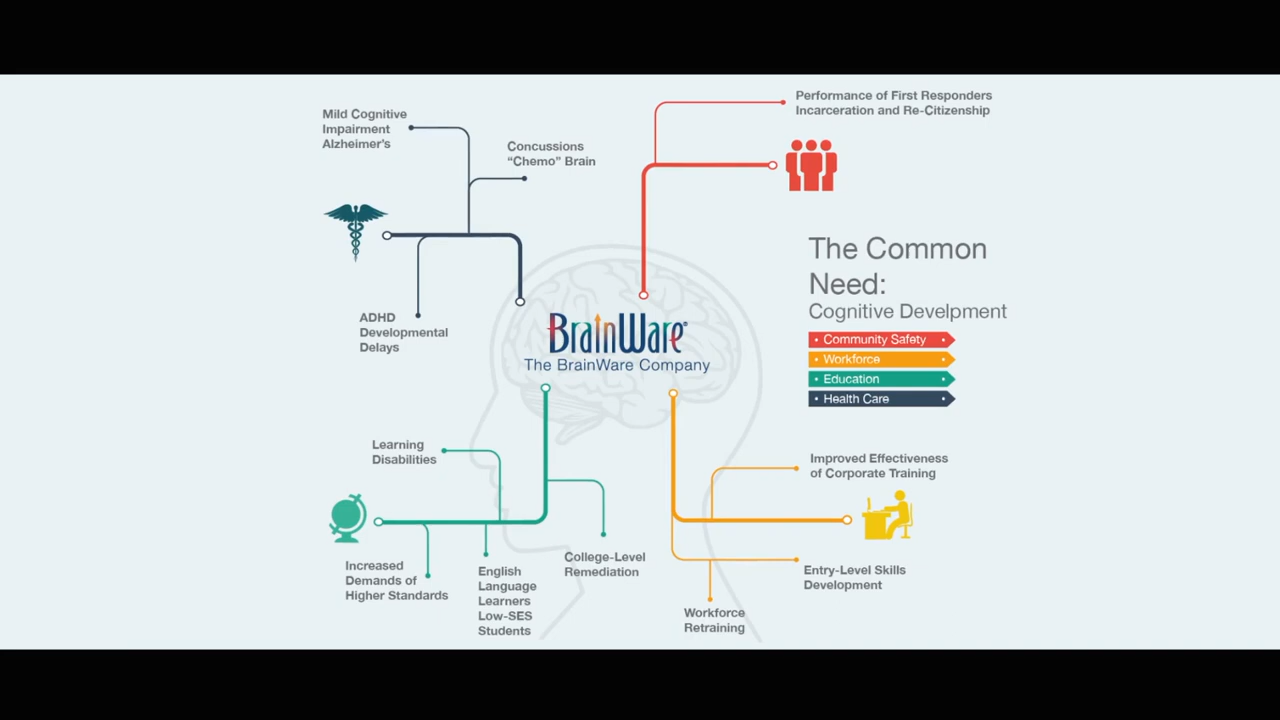 Mild Cognitive
Impairment
Alzheimer's
Concussions
"Chemo" Brain
ADHD
Developmental
Delays
Performance of First Responders
Incarceration and Re-Citizenship
The Common
Need:
Cognitive Develpment
• Community Safety •
• Workforce •
• Education •
• Health Care •
BrainWare®
The BrainWare Company
Learning
Disabilities
Increased
Demands of
Higher Standards
English
Language
Learners
Low-SES
Students
College-Level
Remediation
Improved Effectiveness
of Corporate Training
Entry-Level Skills
Development
Workforce
Retraining